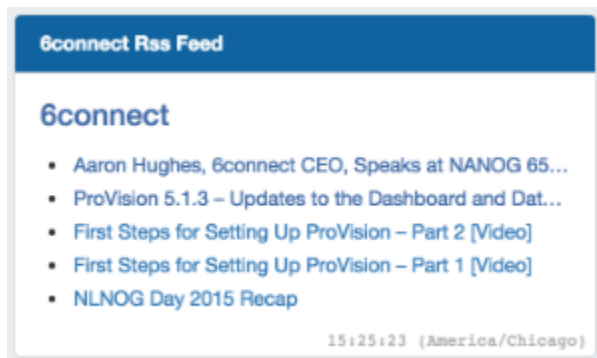 6connect Rss Feed
6connect
• Aaron Hughes, 6connect CEO, Speaks at NANOG 65...
• ProVision 5.1.3 – Updates to the Dashboard and Dat...
• First Steps for Setting Up ProVision – Part 2 [Video]
• First Steps for Setting Up ProVision – Part 1 [Video]
• NLNOG Day 2015 Recap
15:25:23 (America/Chicago)